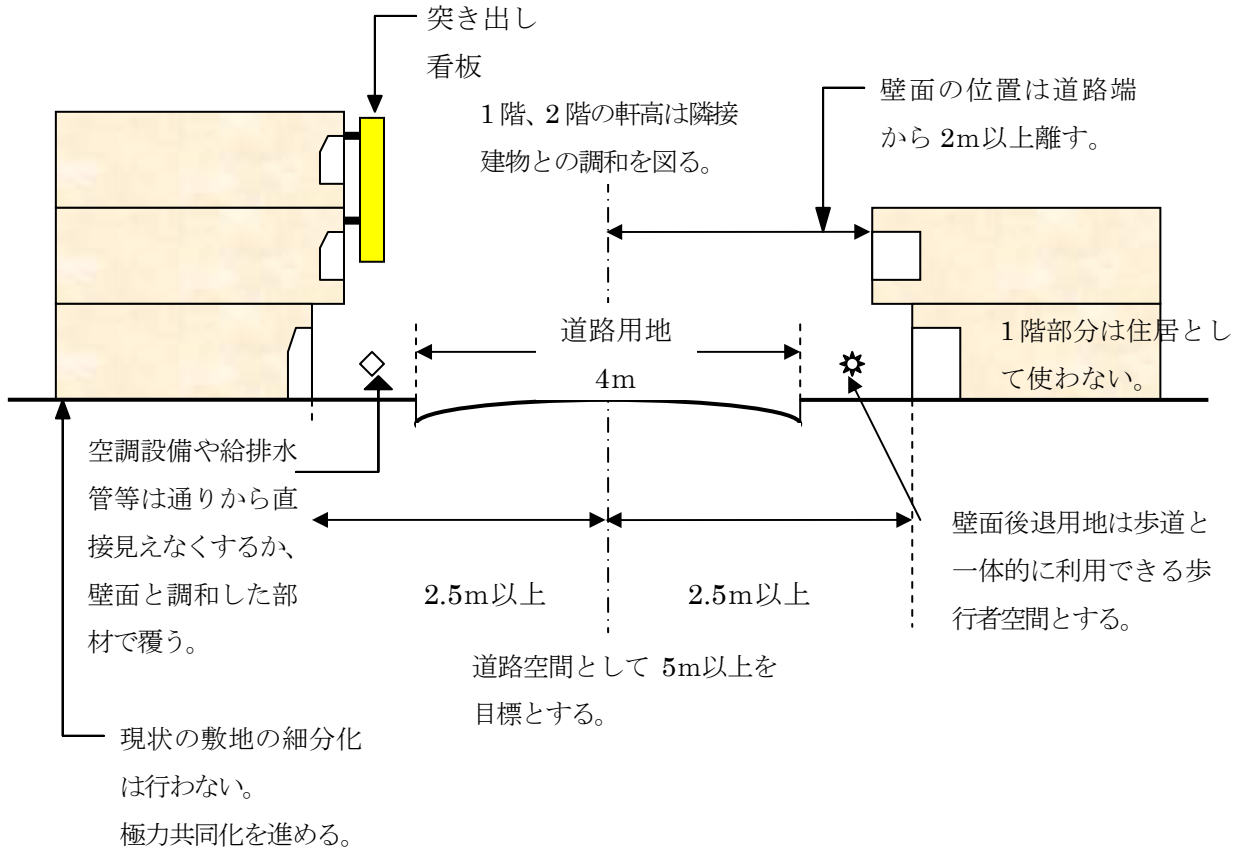 突き出し
看板
1階、2階の軒高は隣接
建物との調和を図る。
壁面の位置は道路端
から 2m以上離す。
道路用地
4m
1階部分は住居とし
て使わない。
空調設備や給排水
管等は通りから直
接見えなくするか、
壁面と調和した部
材で覆う。
2.5m以上
2.5m以上
壁面後退用地は歩道と
一体的に利用できる歩
行者空間とする。
道路空間として 5m以上を
目標とする。
現状の敷地の細分化
は行わない。
極力共同化を進める。